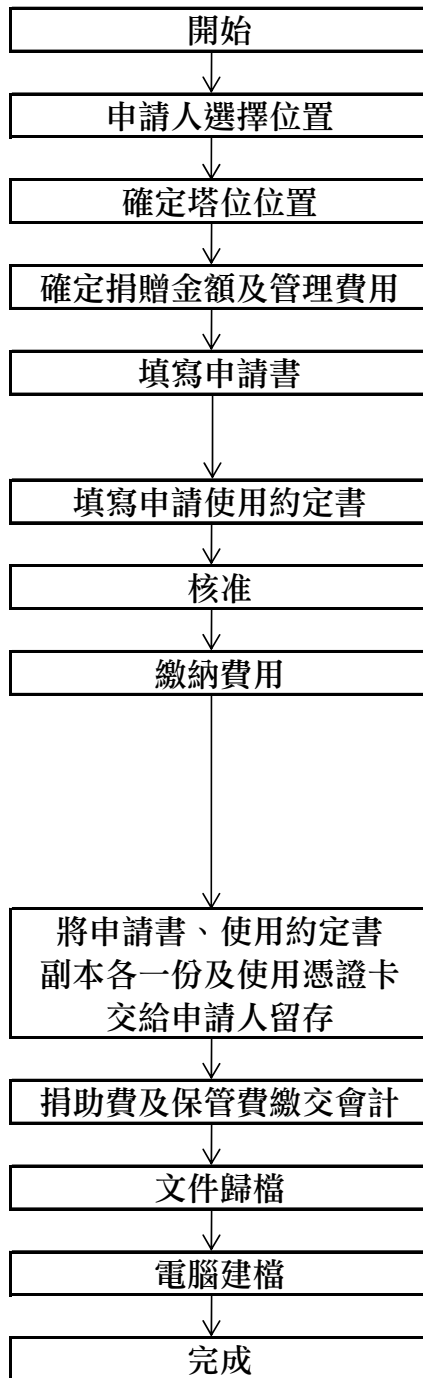 開始
申請人選擇位置
確定塔位位置
確定捐贈金額及管理費用
填寫申請書
填寫申請使用約定書
核准
繳納費用
將申請書、使用約定書
副本各一份及使用憑證卡
交給申請人留存
捐助費及保管費繳交會計
文件歸檔
電腦建檔
完成